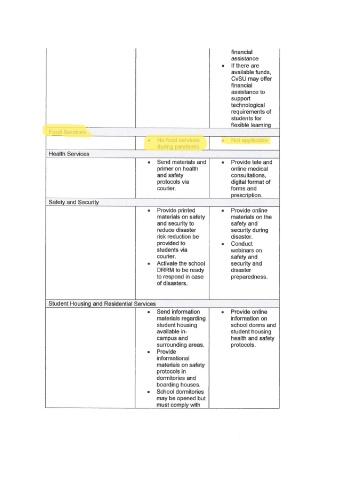 financial
assistance
• If there are
available funds,
CvSU may offer
financial
assistance to
support
technological
requirements of
students for
flexible learning
Food Services
• No food services
during pandemic
• Not applicable
Health Services
• Send materials and
primer on health
and safety
protocols via
courier.
• Provide tele and
online medical
consultations,
digital format of
forms and
prescription.
Safety and Security
• Provide printed
materials on safety
and security to
reduce disaster
risk reduction be
provided to
students via
courier.
• Activate the school
DRRM to be ready
to respond in case
of disasters.
• Provide online
materials on the
safety and
security during
disaster.
• Conduct
webinars on
safety and
security and
disaster
preparedness.
Student Housing and Residential Services
• Send information
materials regarding
student housing
available in-
campus and
surrounding areas.
• Provide
informational
materials on safety
protocols in
dormitories and
boarding houses.
• School dormitories
may be opened but
must comply with
• Provide online
information on
school dorms and
student housing
health and safety
protocols.